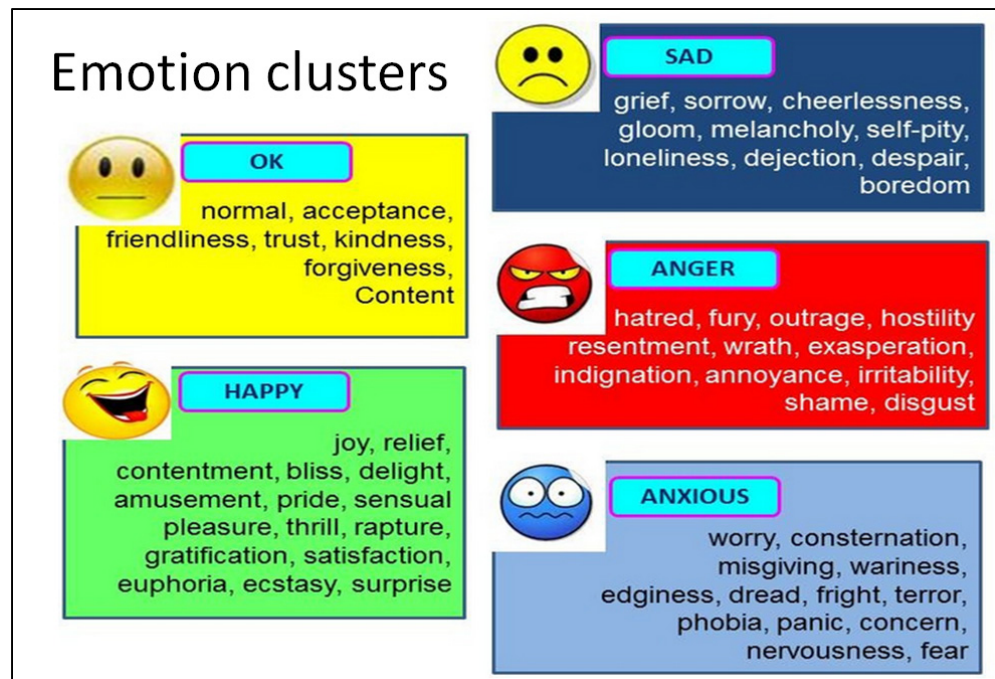 Emotion clusters
OK
normal, acceptance,
friendliness, trust, kindness,
forgiveness,
Content
HAPPY
joy, relief,
contentment, bliss, delight,
amusement, pride, sensual
pleasure, thrill, rapture,
gratification, satisfaction,
euphoria, ecstasy, surprise
SAD
grief, sorrow, cheerlessness,
gloom, melancholy, self-pity,
loneliness, dejection, despair,
boredom
ANGER
hatred, fury, outrage, hostility
resentment, wrath, exasperation,
indignation, annoyance, irritability,
shame, disgust
ANXIOUS
worry, consternation,
misgiving, wariness,
edginess, dread, fright, terror,
phobia, panic, concern,
nervousness, fear